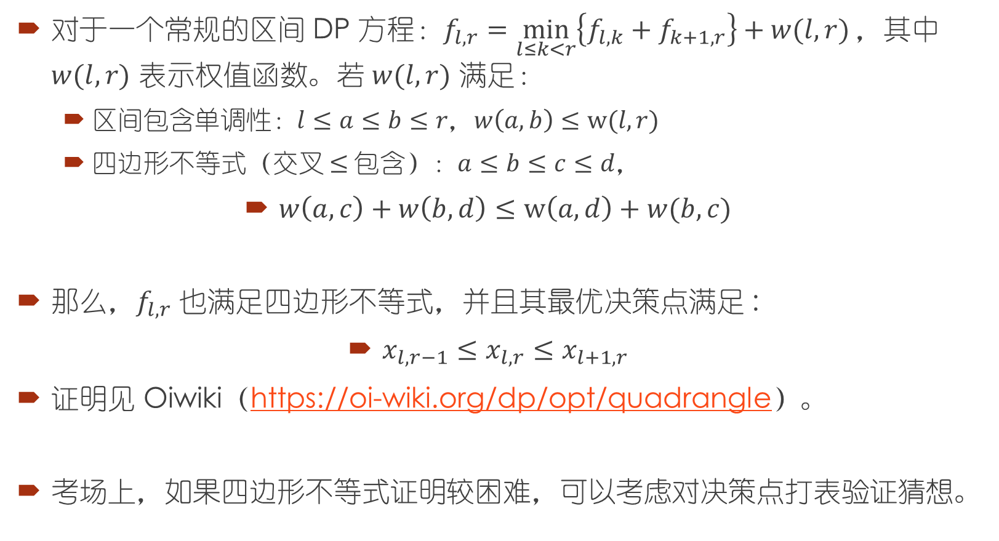 对于一个常规的区间 DP 方程：$f_{l,r} = \min_{l \le k < r} \{f_{l,k} + f_{k+1,r}\} + w(l,r)$，其中
$w(l,r)$ 表示权值函数。若 $w(l,r)$ 满足：
区间包含单调性：$l \le a \le b \le r$，$w(a,b) \le \mathrm{w}(l,r)$
四边形不等式（交叉 ≤ 包含）：$a \le b \le c \le d$，
$w(a,c) + w(b,d) \le \mathrm{w}(a,d) + w(b,c)$
那么，$f_{l,r}$ 也满足四边形不等式，并且其最优决策点满足：
$x_{l,r-1} \le x_{l,r} \le x_{l+1,r}$
证明见 Oiwiki（https://oi-wiki.org/dp/opt/quadrangle）。
考场上，如果四边形不等式证明较困难，可以考虑对决策点打表验证猜想。